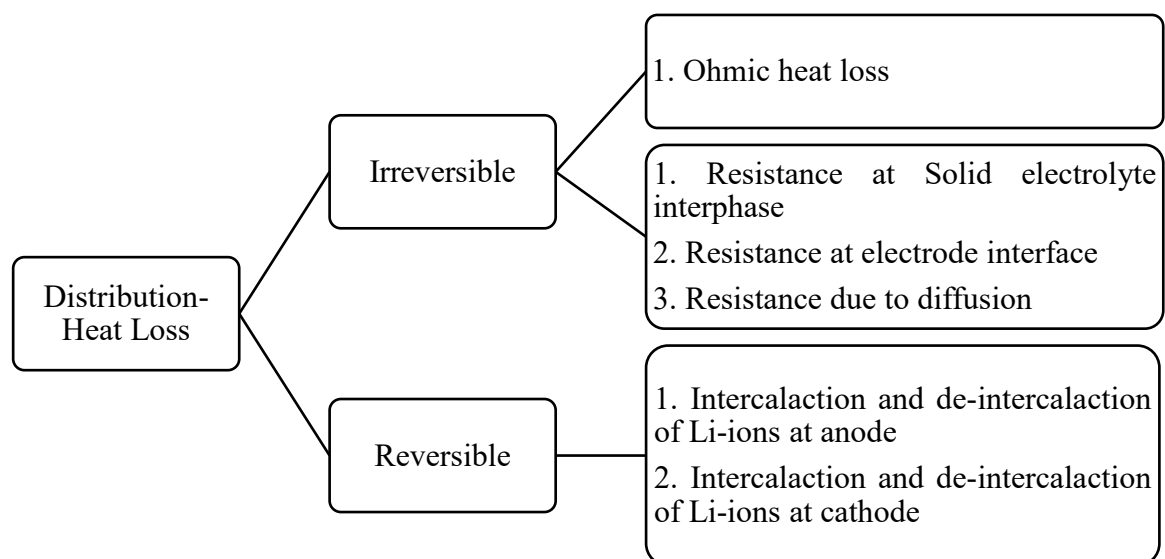 Distribution-
Heat Loss
Irreversible
1. Ohmic heat loss
1. Resistance at Solid electrolyte
interphase
2. Resistance at electrode interface
3. Resistance due to diffusion
Reversible
1. Intercalaction and de-intercalaction
of Li-ions at anode
2. Intercalaction and de-intercalaction
of Li-ions at cathode